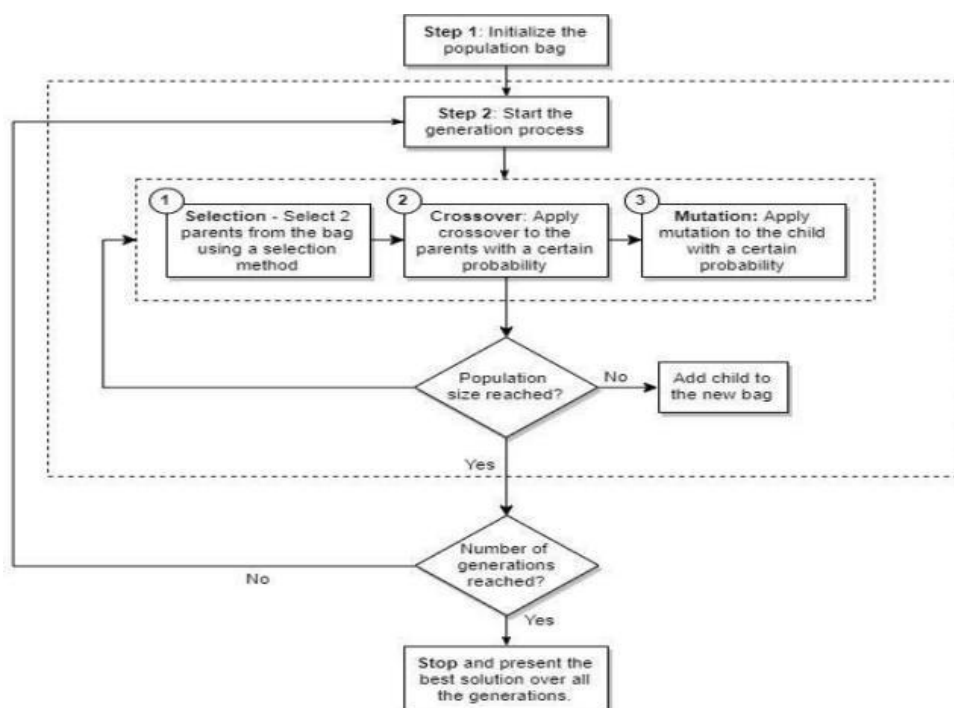 Step 1: Initialize the
population bag
Step 2: Start the
generation process
1
Selection - Select 2
parents from the bag
using a selection
method
2
Crossover: Apply
crossover to the
parents with a certain
probability
3
Mutation: Apply
mutation to the child
with a certain
probability
Population
size reached?
No
Add child to
the new bag
Yes
Number of
generations
reached?
No
Yes
Stop and present the
best solution over all
the generations.